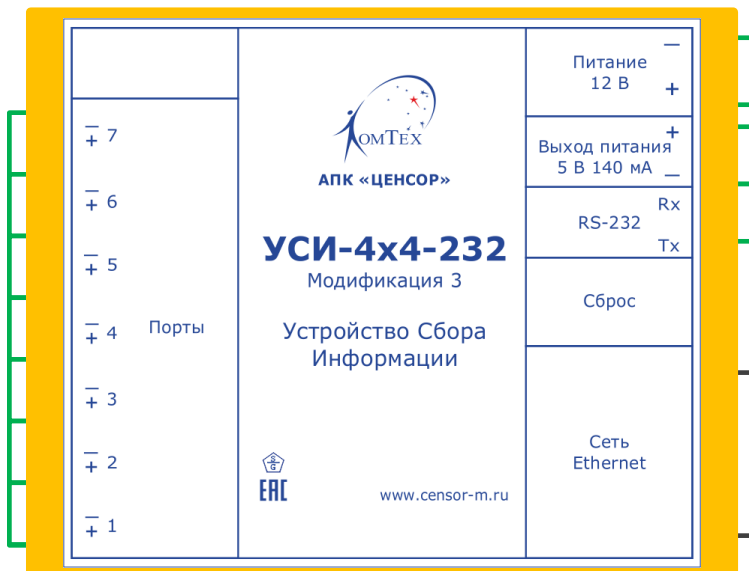 − + 7
− + 6
− + 5
− + 4
Порты
− + 3
− + 2
− + 1
КомТех
АПК «ЦЕНСОР»
УСИ-4х4-232
Модификация 3
Устройство Сбора
Информации
S G
EAC
www.censor-m.ru
Питание −
12 В +
+
Выход питания
5 В 140 мА −
Rx
RS-232
Tx
Сброс
Сеть
Ethernet